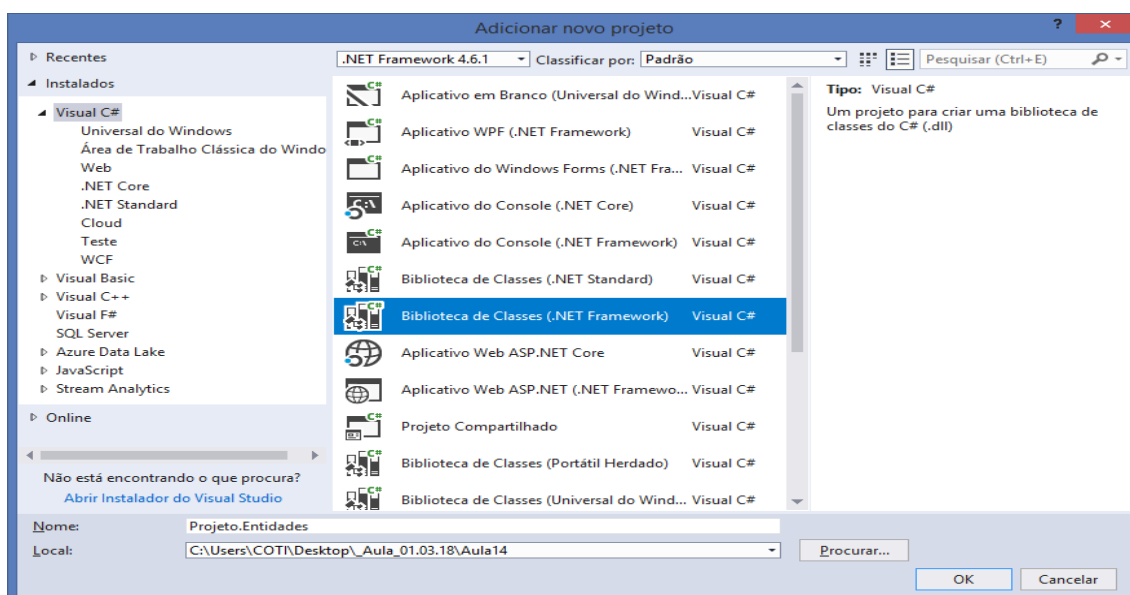 Adicionar novo projeto
?
Recentes
Instalados
Visual C#
Universal do Windows
Área de Trabalho Clássica do Windo
Web
.NET Core
.NET Standard
Cloud
Teste
WCF
Visual Basic
Visual C++
Visual F#
SQL Server
Azure Data Lake
JavaScript
Stream Analytics
Online
Não está encontrando o que procura?
Abrir Instalador do Visual Studio
.NET Framework 4.6.1 Classificar por: Padrão
Pesquisar (Ctrl+E)
Aplicativo em Branco (Universal do Wind... Visual C#
Aplicativo WPF (.NET Framework) Visual C#
Aplicativo do Windows Forms (.NET Fra... Visual C#
Aplicativo do Console (.NET Core) Visual C#
Aplicativo do Console (.NET Framework) Visual C#
Biblioteca de Classes (.NET Standard) Visual C#
Biblioteca de Classes (.NET Framework) Visual C#
Aplicativo Web ASP.NET Core Visual C#
Aplicativo Web ASP.NET (.NET Framewo... Visual C#
Projeto Compartilhado Visual C#
Biblioteca de Classes (Portátil Herdado) Visual C#
Biblioteca de Classes (Universal do Wind... Visual C#
Tipo: Visual C#
Um projeto para criar uma biblioteca de
classes do C# (.dll)
Nome: Projeto.Entidades
Local: C:\Users\COTI\Desktop\_Aula_01.03.18\Aula14
Procurar...
OK Cancelar